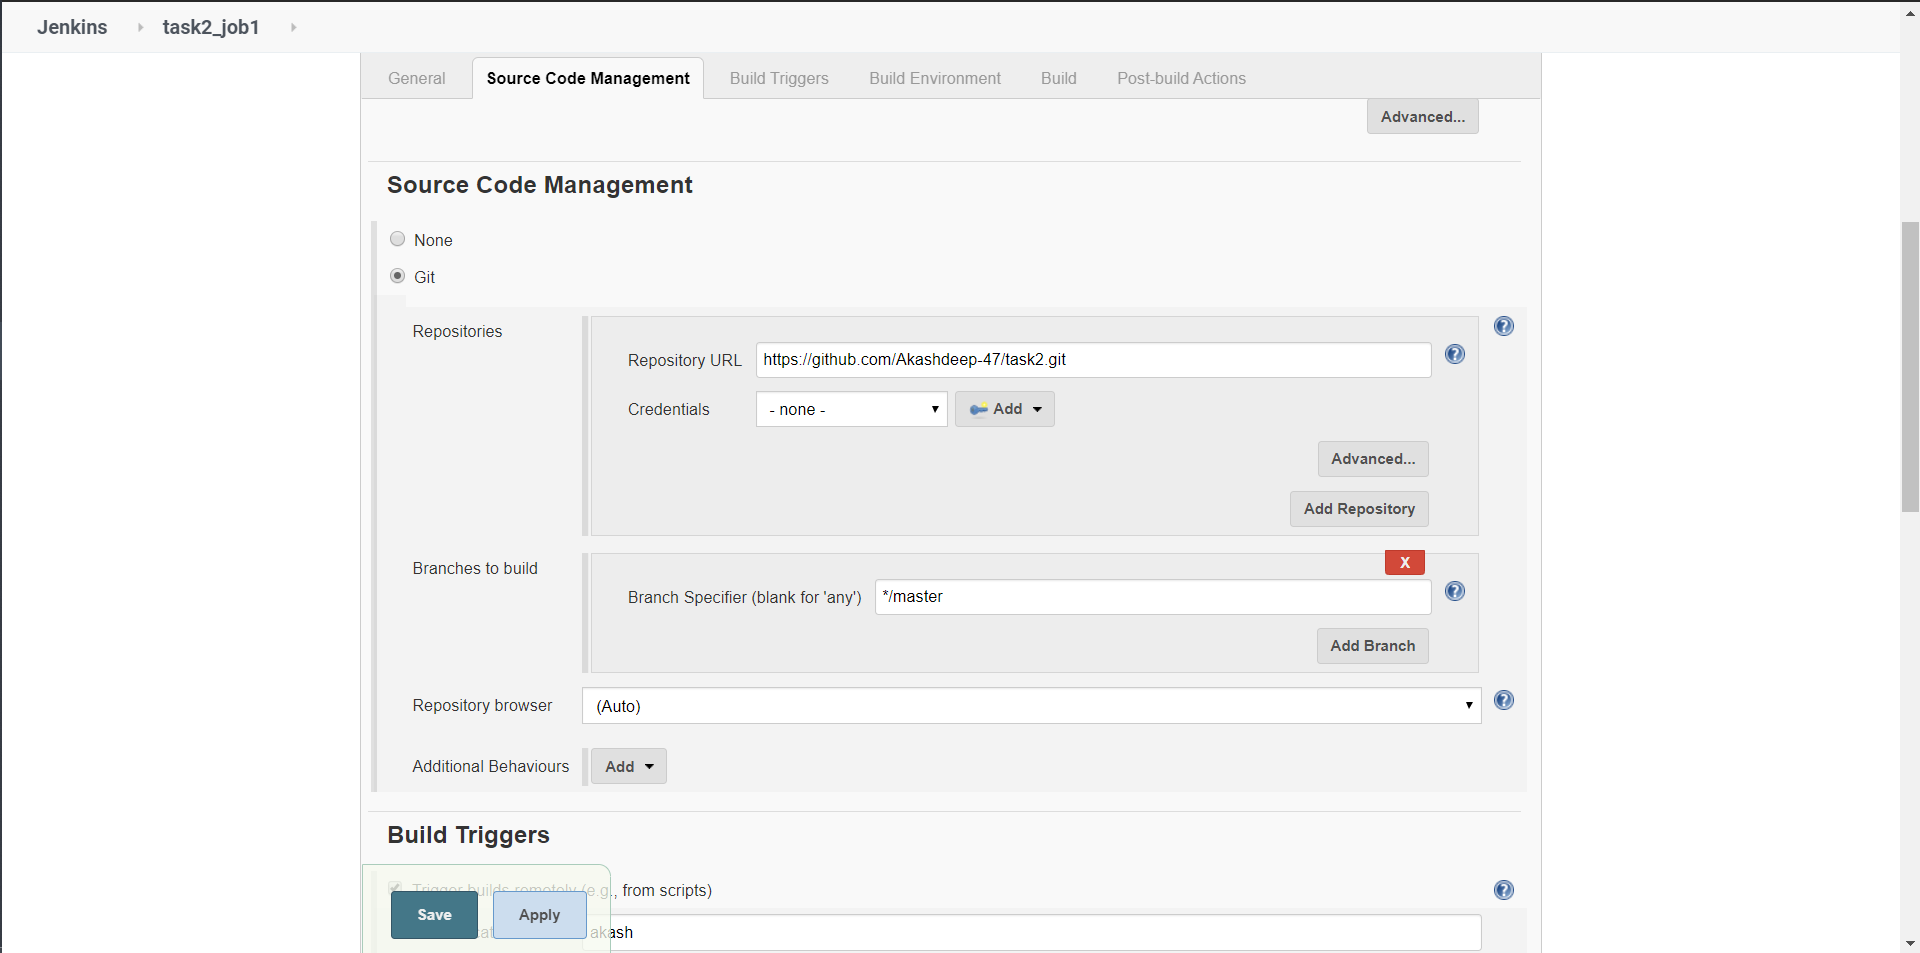 Jenkins task2_job1
General Source Code Management Build Triggers Build Environment Build Post-build Actions
Advanced...
Source Code Management
None
Git
Repositories
Repository URL https://github.com/Akashdeep-47/task2.git
Credentials - none - Add
Advanced...
Add Repository
Branches to build
X
Branch Specifier (blank for 'any') */master
Add Branch
Repository browser (Auto)
Additional Behaviours Add
Build Triggers
Trigger builds remotely (e.g., from scripts)
Save Apply
akash